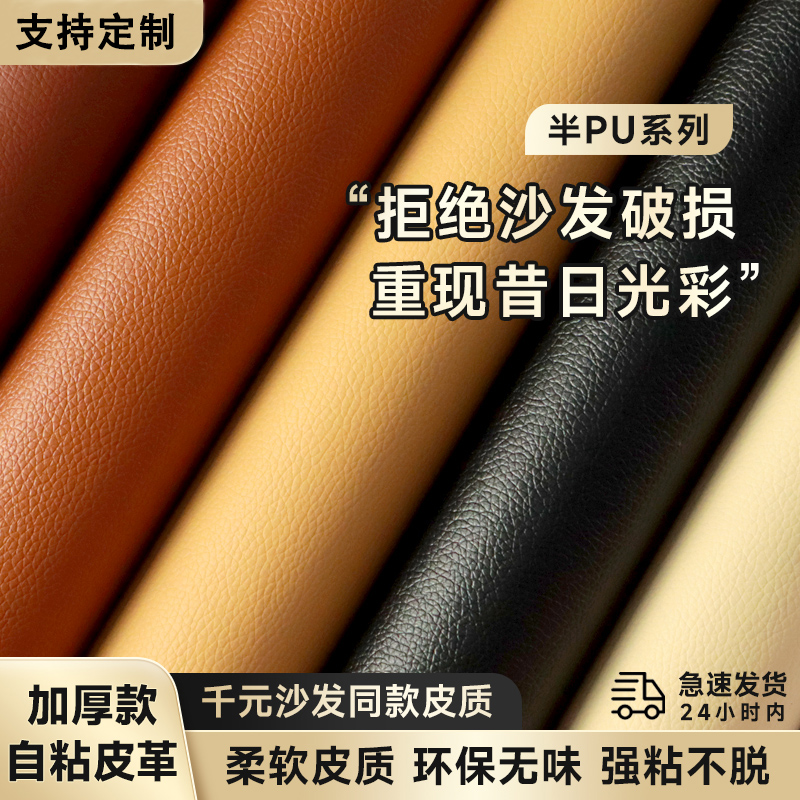 支持定制
半PU系列
“拒绝沙发破损
重现昔日光彩”
加厚款
自粘皮革
千元沙发同款皮质
急速发货
24小时内
柔软皮质 环保无味 强粘不脱